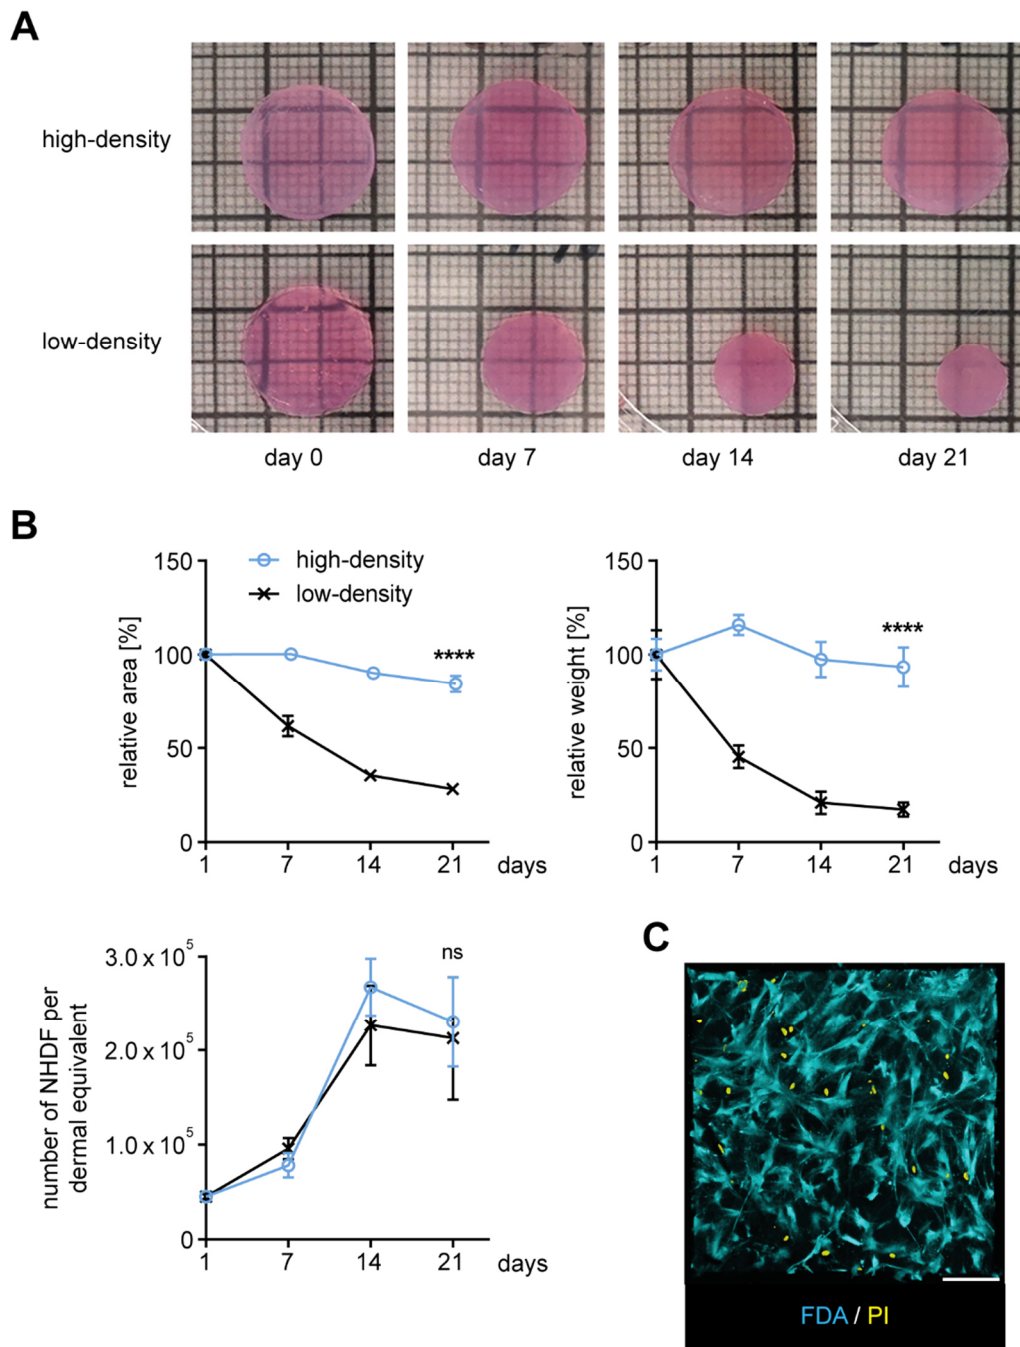 A
high-density
low-density
day 0
day 7
day 14
day 21
B
high-density
low-density
relative area [%]
150
100
50
0
****
1
7
14
21
days
relative weight [%]
150
100
50
0
****
1
7
14
21
days
number of NHDF per
dermal equivalent
3.0 x 10⁵
2.0 x 10⁵
1.0 x 10⁵
0
ns
1
7
14
21
days
C
FDA / PI